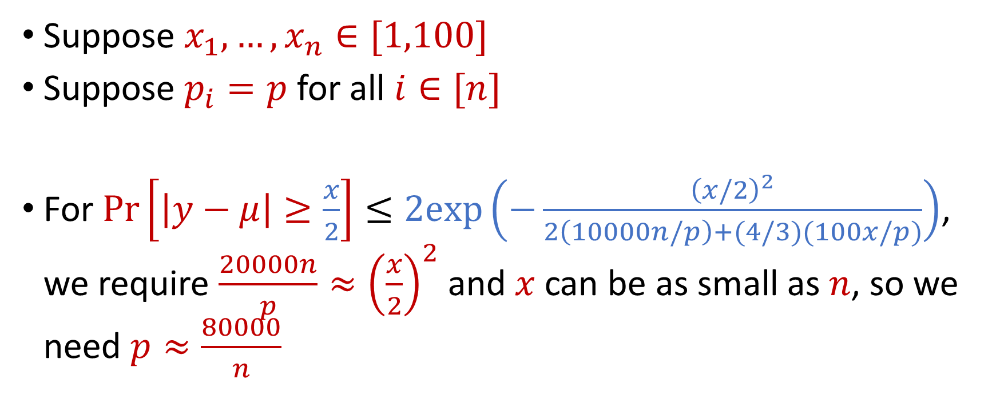 • Suppose $x_1, \ldots, x_n \in [1,100]$
• Suppose $p_i = p$ for all $i \in [n]$
• For $\Pr\left[|y - \mu| \geq \frac{x}{2}\right] \leq 2\exp\left(-\frac{(x/2)^2}{2(10000n/p)+(4/3)(100x/p)}\right)$,
we require $\frac{20000n}{p} \approx \left(\frac{x}{2}\right)^2$ and $x$ can be as small as $n$, so we
need $p \approx \frac{80000}{n}$